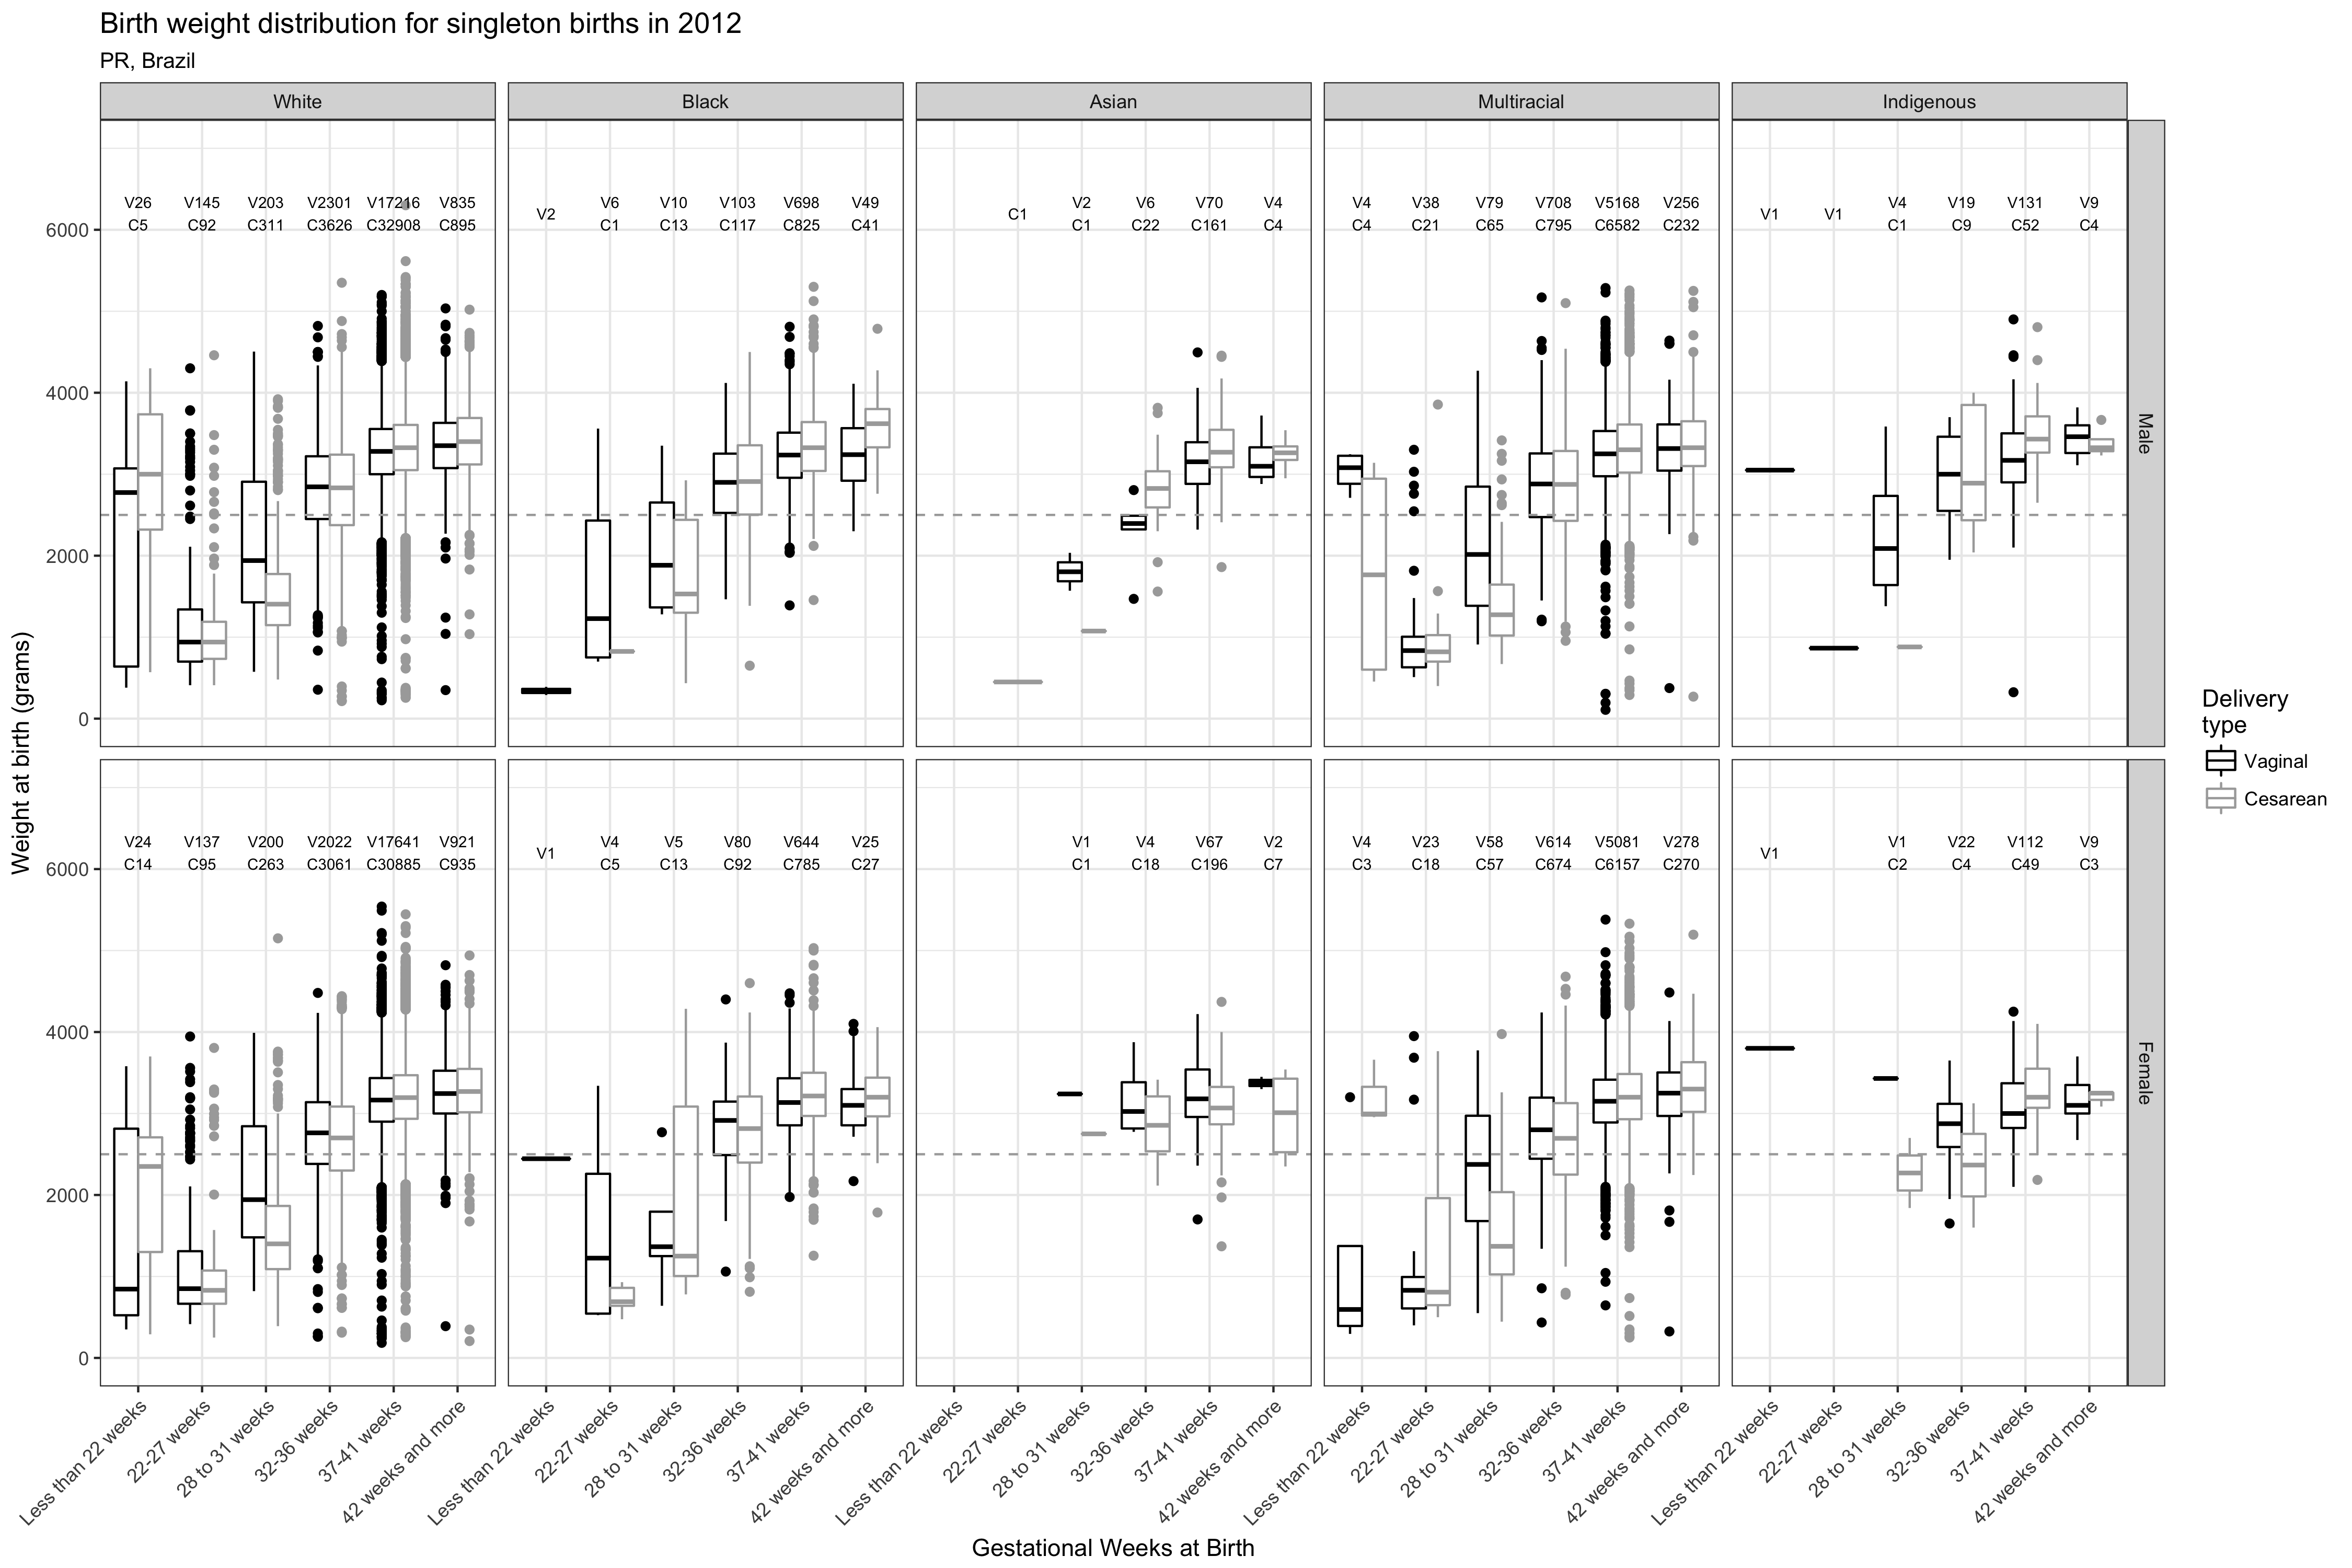 Birth weight distribution for singleton births in 2012
PR, Brazil
White Black Asian Multiracial Indigenous
V26 V145 V203 V2301 V17246 V835 V6 V10 V103 V698 V49 V2 V6 V70 V4 V4 V38 V79 V708 V5168 V256 V4 V19 V131 V9
V2 C1 V1 V1
C5 C92 C311 C3626 C32908 C895 C1 C13 C117 C825 C41 C1 C22 C161 C4 C4 C21 C65 C795 C6582 C232 C1 C9 C52 C4
6000
4000
2000
0
Male
V24 V137 V200 V2022 V17641 V921 V4 V5 V80 V644 V25 V1 V4 V67 V2 V4 V23 V58 V614 V5081 V278 V1 V22 V112 V9
V1 V1
C14 C95 C263 C3061 C30885 C935 C5 C13 C92 C785 C27 C1 C18 C196 C7 C3 C18 C57 C674 C6157 C270 C2 C4 C49 C3
6000
4000
2000
0
Female
Weight at birth (grams)
Less than 22 weeks 22-27 weeks 28 to 31 weeks 32-36 weeks 37-41 weeks 42 weeks and more
Less than 22 weeks 22-27 weeks 28 to 31 weeks 32-36 weeks 37-41 weeks 42 weeks and more
Less than 22 weeks 22-27 weeks 28 to 31 weeks 32-36 weeks 37-41 weeks 42 weeks and more
Less than 22 weeks 22-27 weeks 28 to 31 weeks 32-36 weeks 37-41 weeks 42 weeks and more
Less than 22 weeks 22-27 weeks 28 to 31 weeks 32-36 weeks 37-41 weeks 42 weeks and more
Gestational Weeks at Birth
Delivery
type
Vaginal
Cesarean